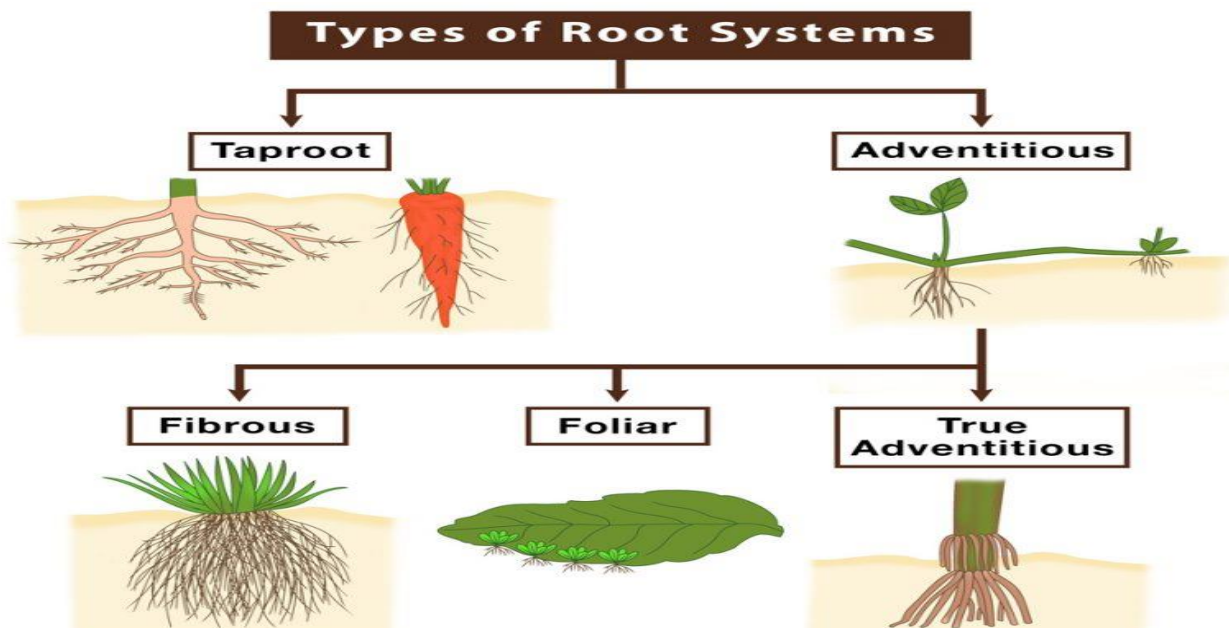 Types of Root Systems
Taproot
Adventitious
Fibrous
Foliar
True
Adventitious